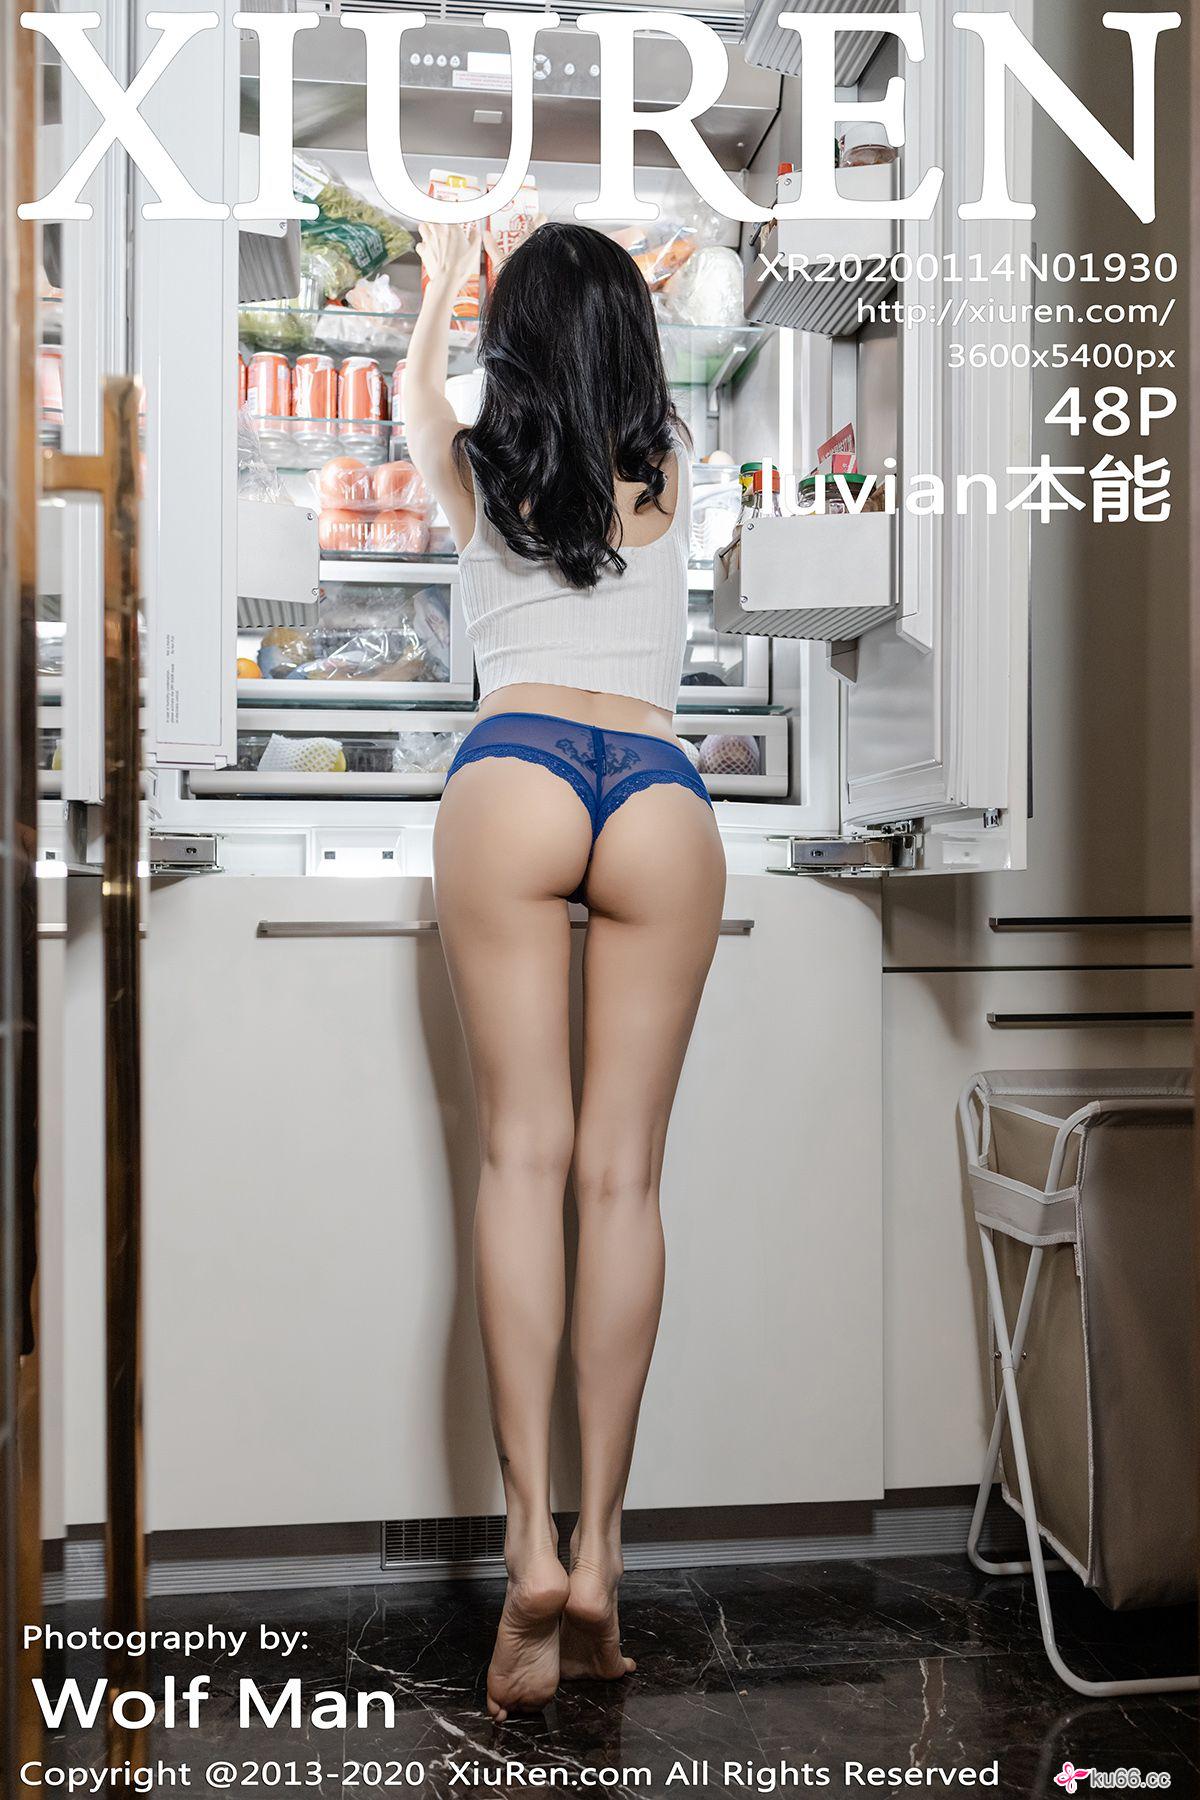 XIUREN
XR20200114N01930
http://xiuren.com/
3600x5400px
48P
luvian本能
Photography by:
Wolf Man
Copyright @2013-2020 XiuRen.com All Rights Reserved
ku66.cc